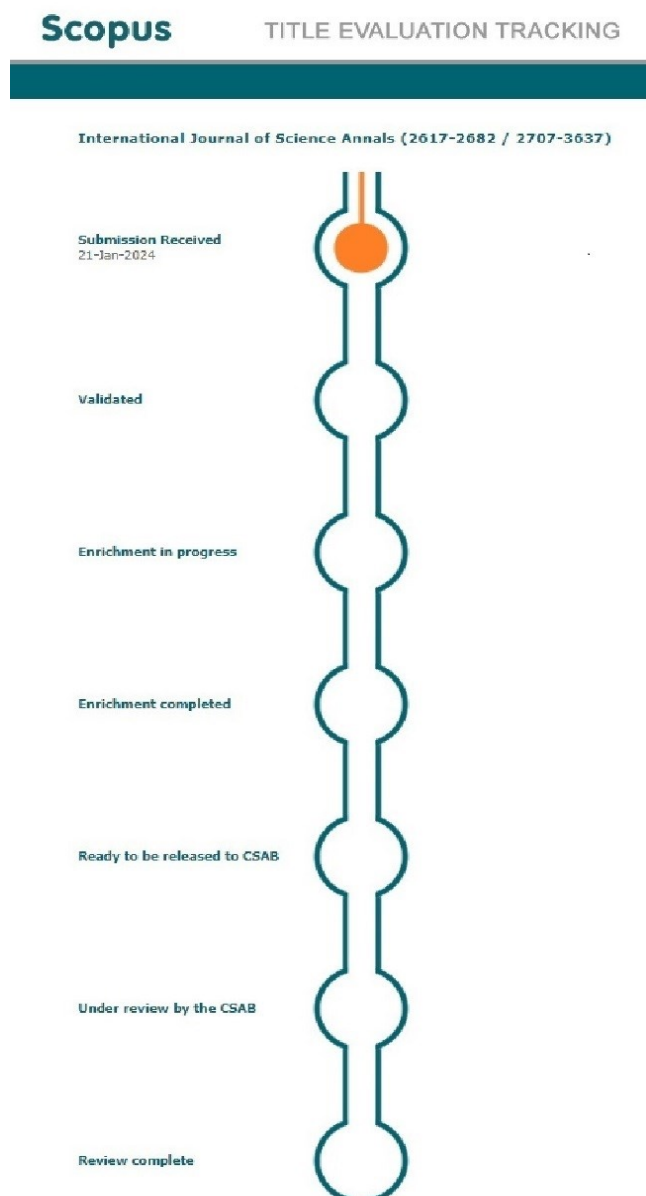 Scopus TITLE EVALUATION TRACKING
International Journal of Science Annals (2617-2682 / 2707-3637)
Submission Received
21-Jan-2024
Validated
Enrichment in progress
Enrichment completed
Ready to be released to CSAB
Under review by the CSAB
Review complete